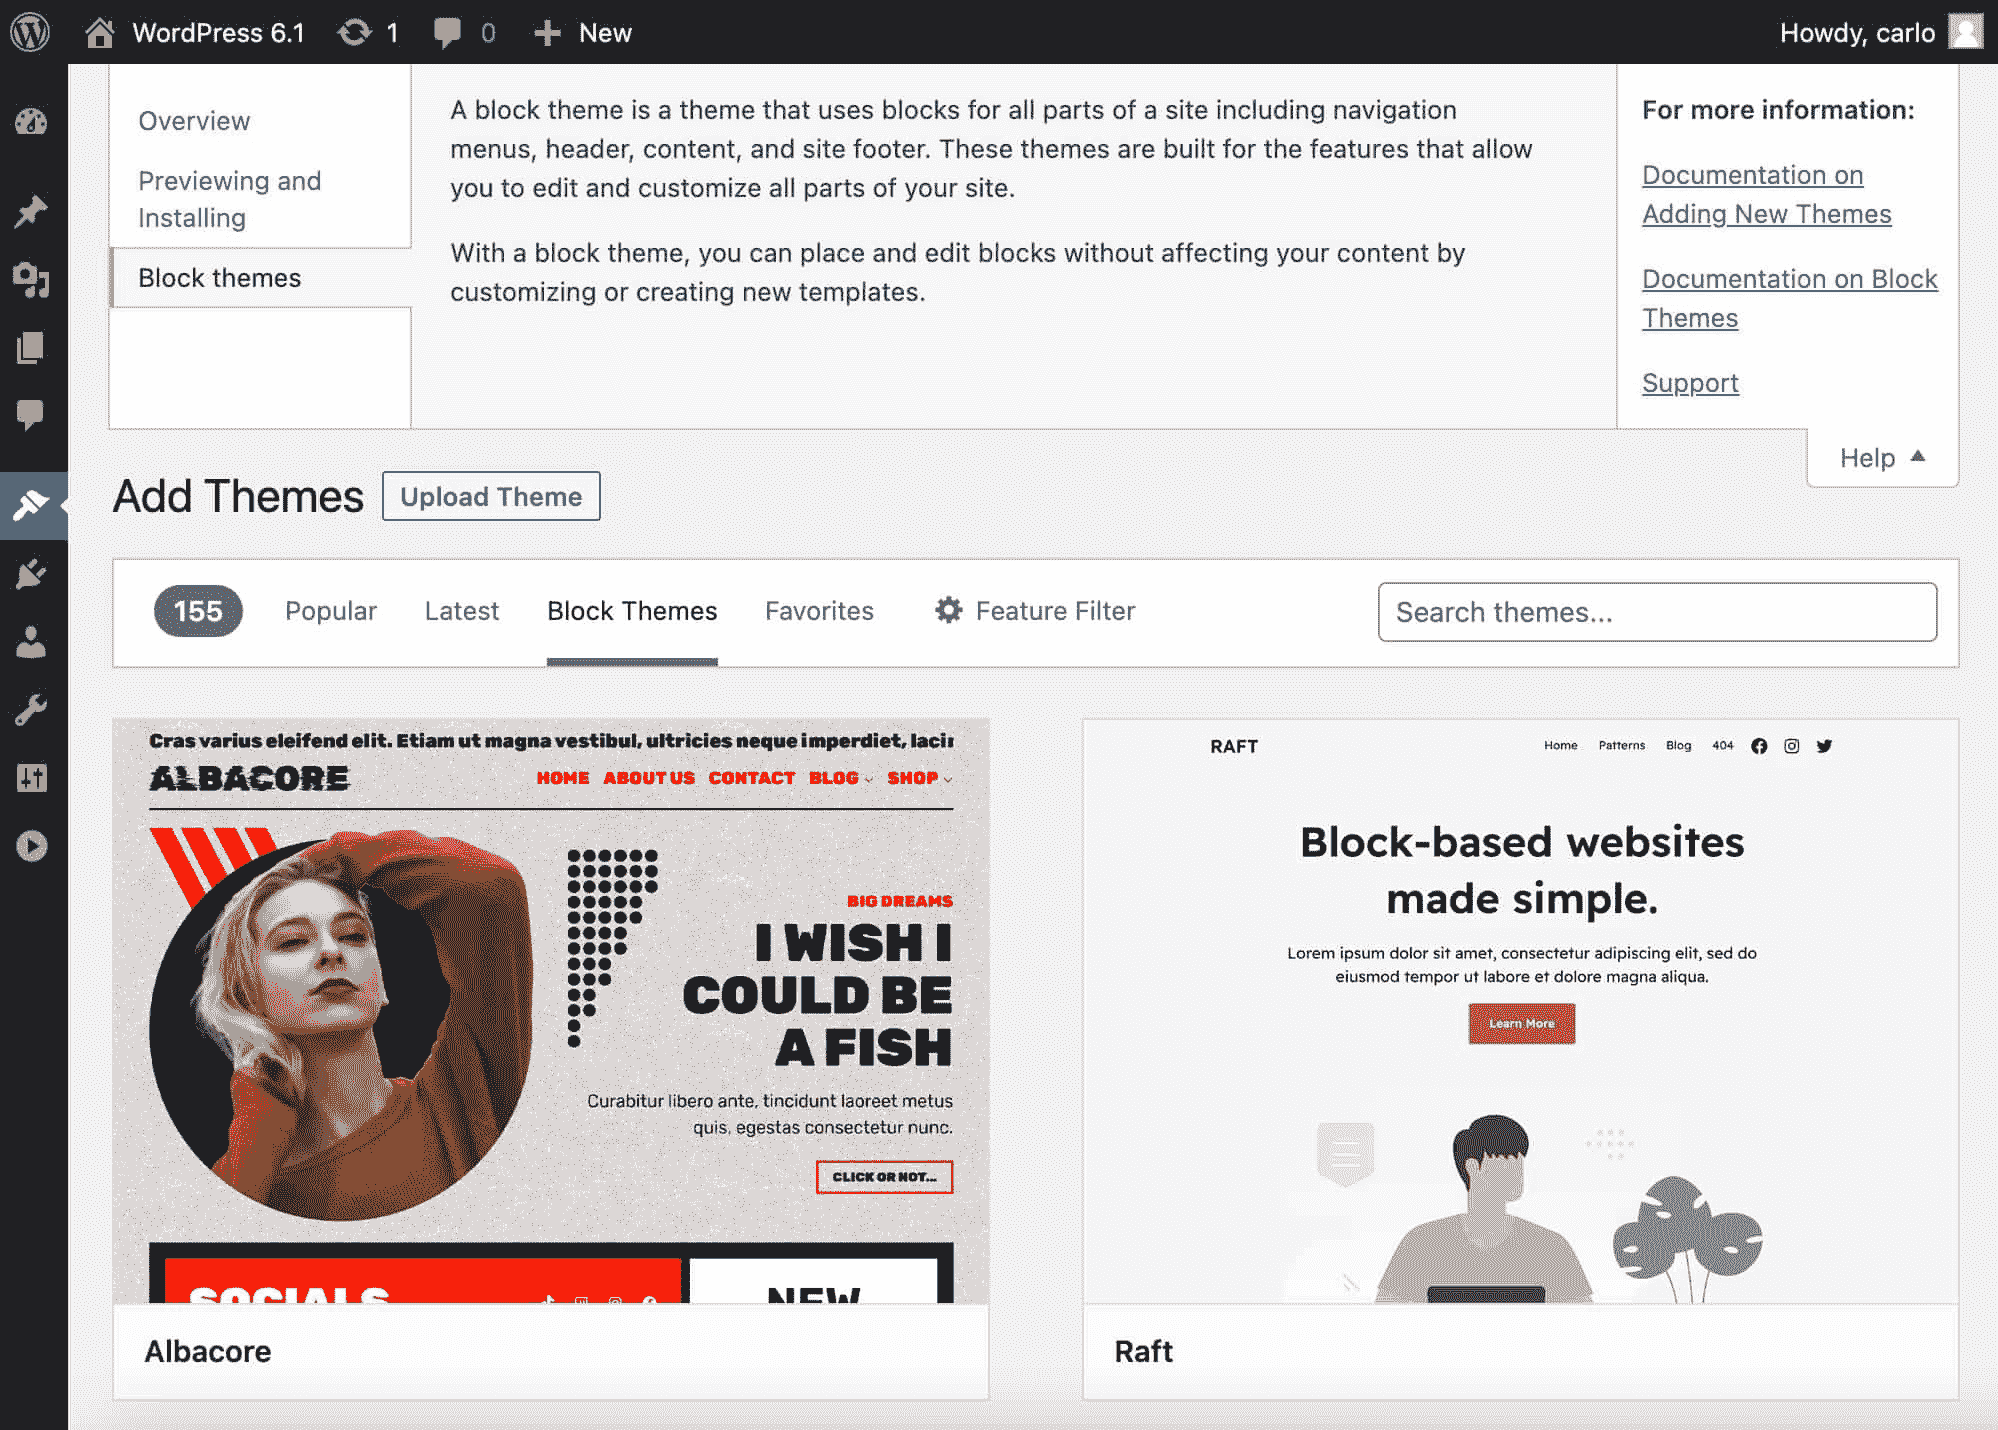 WordPress 6.1 1 0 New Howdy, carlo
Overview
Previewing and
Installing
Block themes
A block theme is a theme that uses blocks for all parts of a site including navigation
menus, header, content, and site footer. These themes are built for the features that allow
you to edit and customize all parts of your site.
With a block theme, you can place and edit blocks without affecting your content by
customizing or creating new templates.
For more information:
Documentation on
Adding New Themes
Documentation on Block
Themes
Support
Help
Add Themes Upload Theme
155 Popular Latest Block Themes Favorites Feature Filter Search themes...
Cras varius eleifend elit. Etiam ut magna vestibul, ultricies neque imperdiet,
ALBACORE HOME ABOUT US CONTACT BLOG SHOP
BIG DREAMS
I WISH I
COULD BE
A FISH
Curabitur libero ante, tincidunt laoreet metus
quis, egestas consectetur nunc.
CLICK OR NOT...
SOCIALS NEW
Albacore
RAFT Home Patterns Blog 404
Block-based websites
made simple.
Lorem ipsum dolor sit amet, consectetur adipiscing elit, sed do
eiusmod tempor ut labore et dolore magna aliqua.
Learn More
Raft